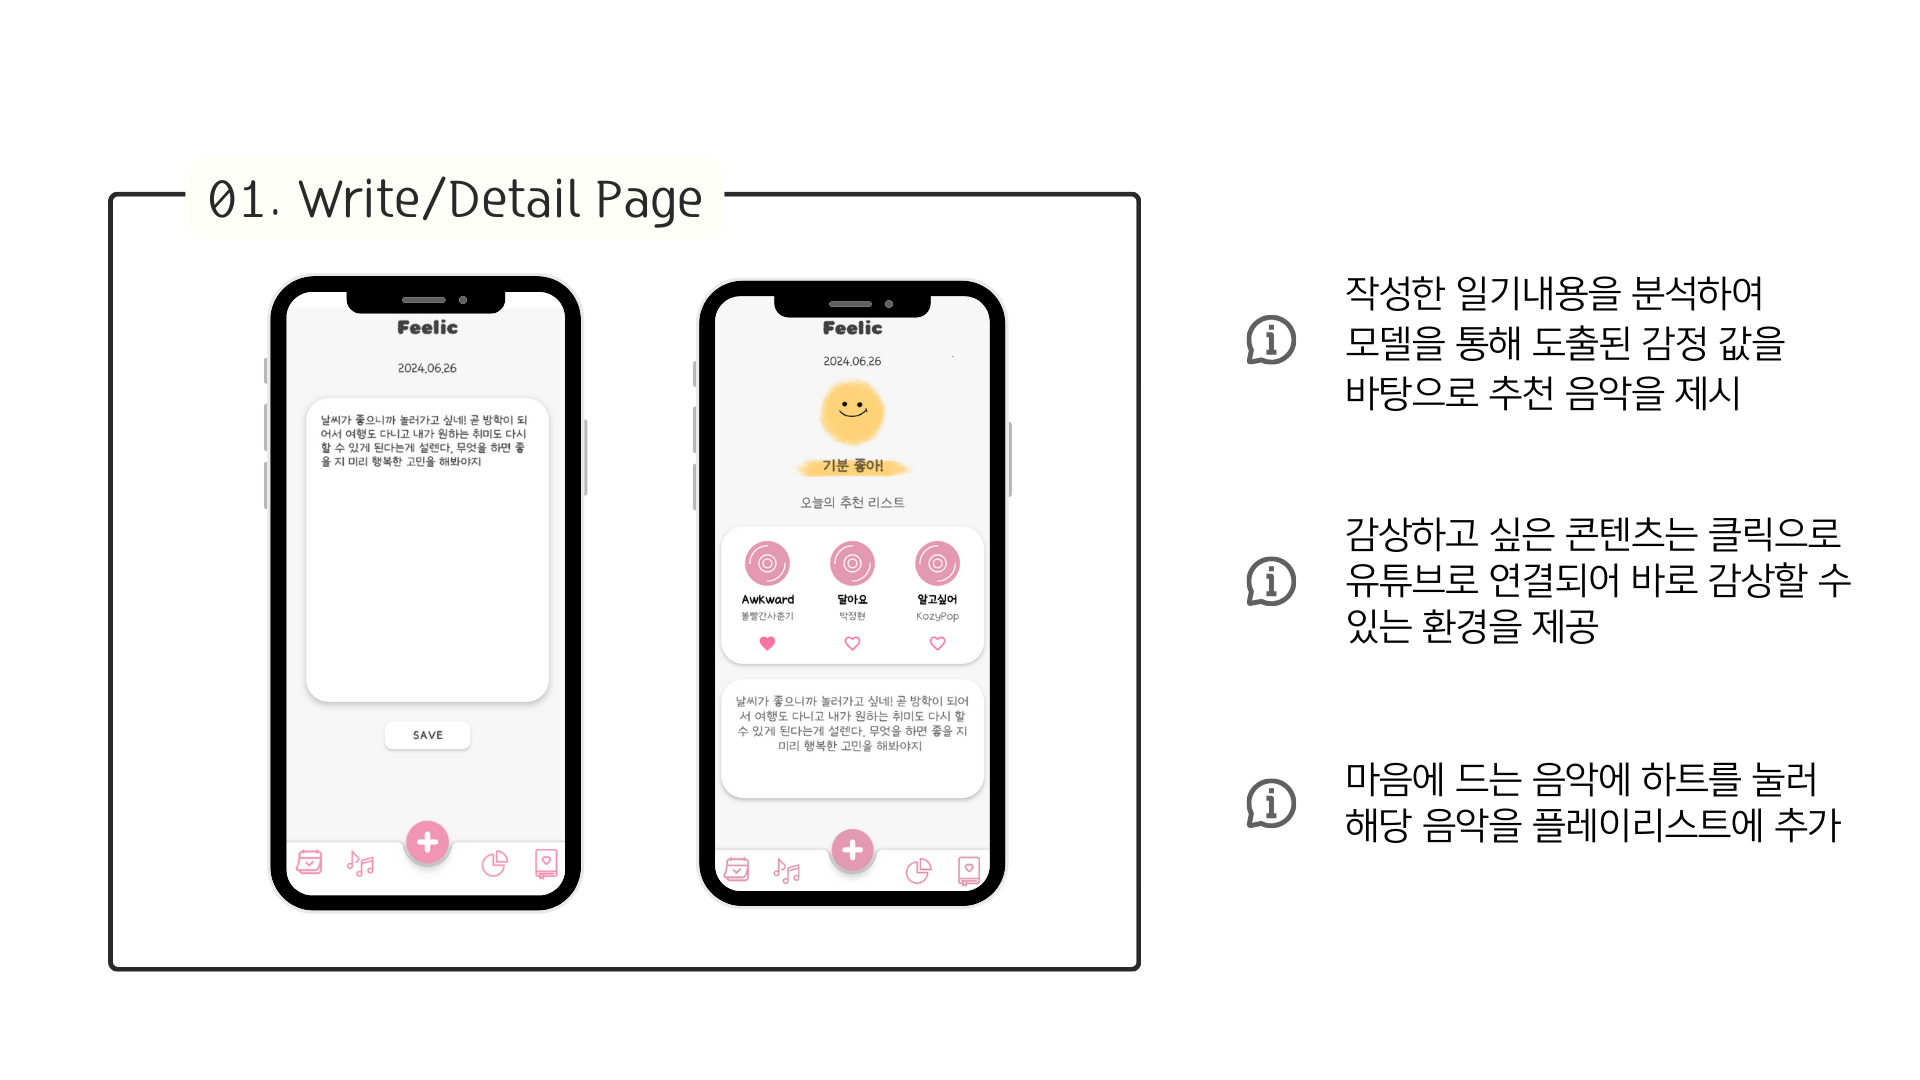 01. Write/Detail Page
Feelic
2024.06.26
날씨가 좋으니까 놀러가고 싶네! 곧 방학이 되
어서 여행도 다니고 내가 원하는 취미도 다시
할 수 있게 된다는게 설렌다. 무엇을 하면 좋
을 지 미리 행복한 고민을 해봐야지
SAVE
Feelic
2024.06.26
기분 좋아!
오늘의 추천 리스트
Awkward 달아요 알고싶어
볼빨간사춘기 박정현 KozyPop
날씨가 좋으니까 놀러가고 싶네! 곧 방학이 되어
서 여행도 다니고 내가 원하는 취미도 다시 할
수 있게 된다는게 설렌다. 무엇을 하면 좋을 지
미리 행복한 고민을 해봐야지
작성한 일기내용을 분석하여
모델을 통해 도출된 감정 값을
바탕으로 추천 음악을 제시
감상하고 싶은 콘텐츠는 클릭으로
유튜브로 연결되어 바로 감상할 수
있는 환경을 제공
마음에 드는 음악에 하트를 눌러
해당 음악을 플레이리스트에 추가